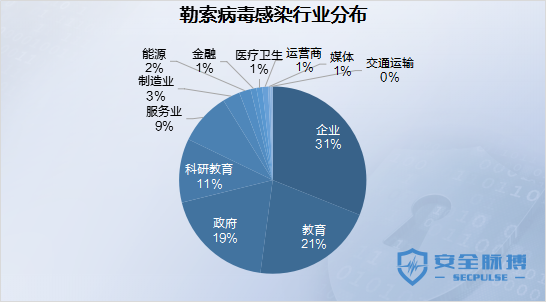 勒索病毒感染行业分布
能源
2%
金融
1%
医疗卫生
1%
运营商
1%
媒体
1%
交通运输
0%
制造业
3%
服务业
9%
科研教育
11%
政府
19%
教育
21%
企业
31%
安全脉搏
SECPULSE